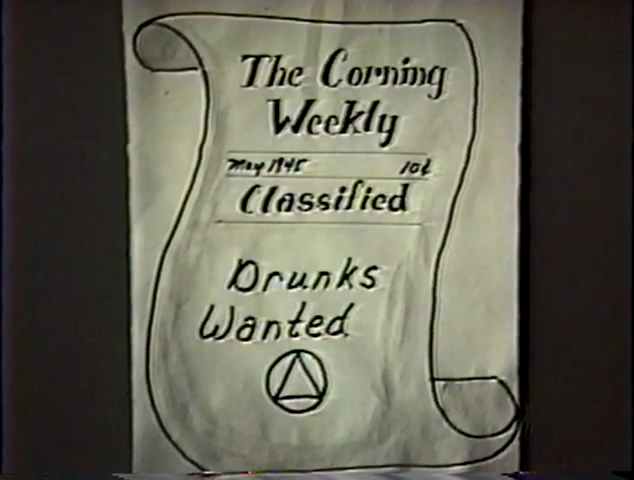 The Corning
Weekly
May 1945 10¢
Classified
Drunks
Wanted